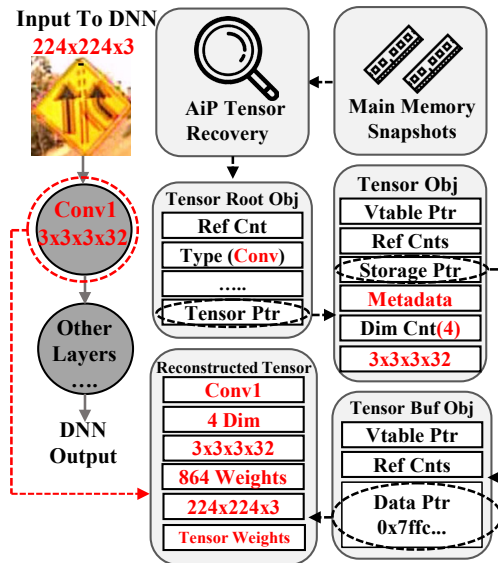 Input To DNN
224x224x3
AiP Tensor
Recovery
Main Memory
Snapshots
Conv1
3x3x3x32
Other
Layers
....
DNN
Output
Tensor Root Obj
Ref Cnt
Type (Conv)
.....
Tensor Ptr
Tensor Obj
Vtable Ptr
Ref Cnts
Storage Ptr
Metadata
Dim Cnt(4)
3x3x3x32
Reconstructed Tensor
Conv1
4 Dim
3x3x3x32
864 Weights
224x224x3
Tensor Weights
Tensor Buf Obj
Vtable Ptr
Ref Cnts
Data Ptr
0x7ffc...